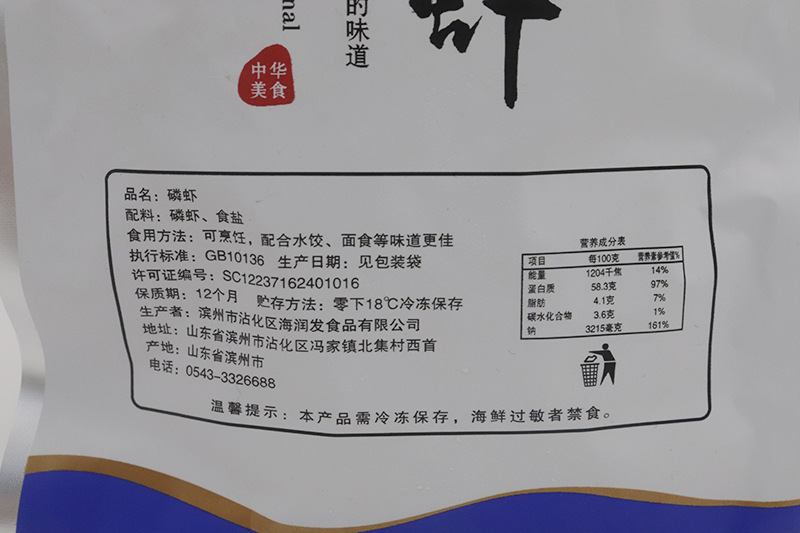 nal
的味道
虾
中华
美食
品名：磷虾
配料：磷虾、食盐
食用方法：可烹饪，配合水饺、面食等味道更佳
执行标准：GB10136 生产日期：见包装袋
许可证编号：SC12237162401016
保质期：12个月 贮存方法：零下18℃冷冻保存
生产者：滨州市沾化区海润发食品有限公司
地址：山东省滨州市沾化区冯家镇北集村西首
产地：山东省滨州市
电话：0543-3326688
营养成分表
项目 每100克 营养素参考值%
能量 1204千焦 14%
蛋白质 58.3克 97%
脂肪 4.1克 7%
碳水化合物 3.6克 1%
钠 3215毫克 161%
温馨提示：本产品需冷冻保存，海鲜过敏者禁食。